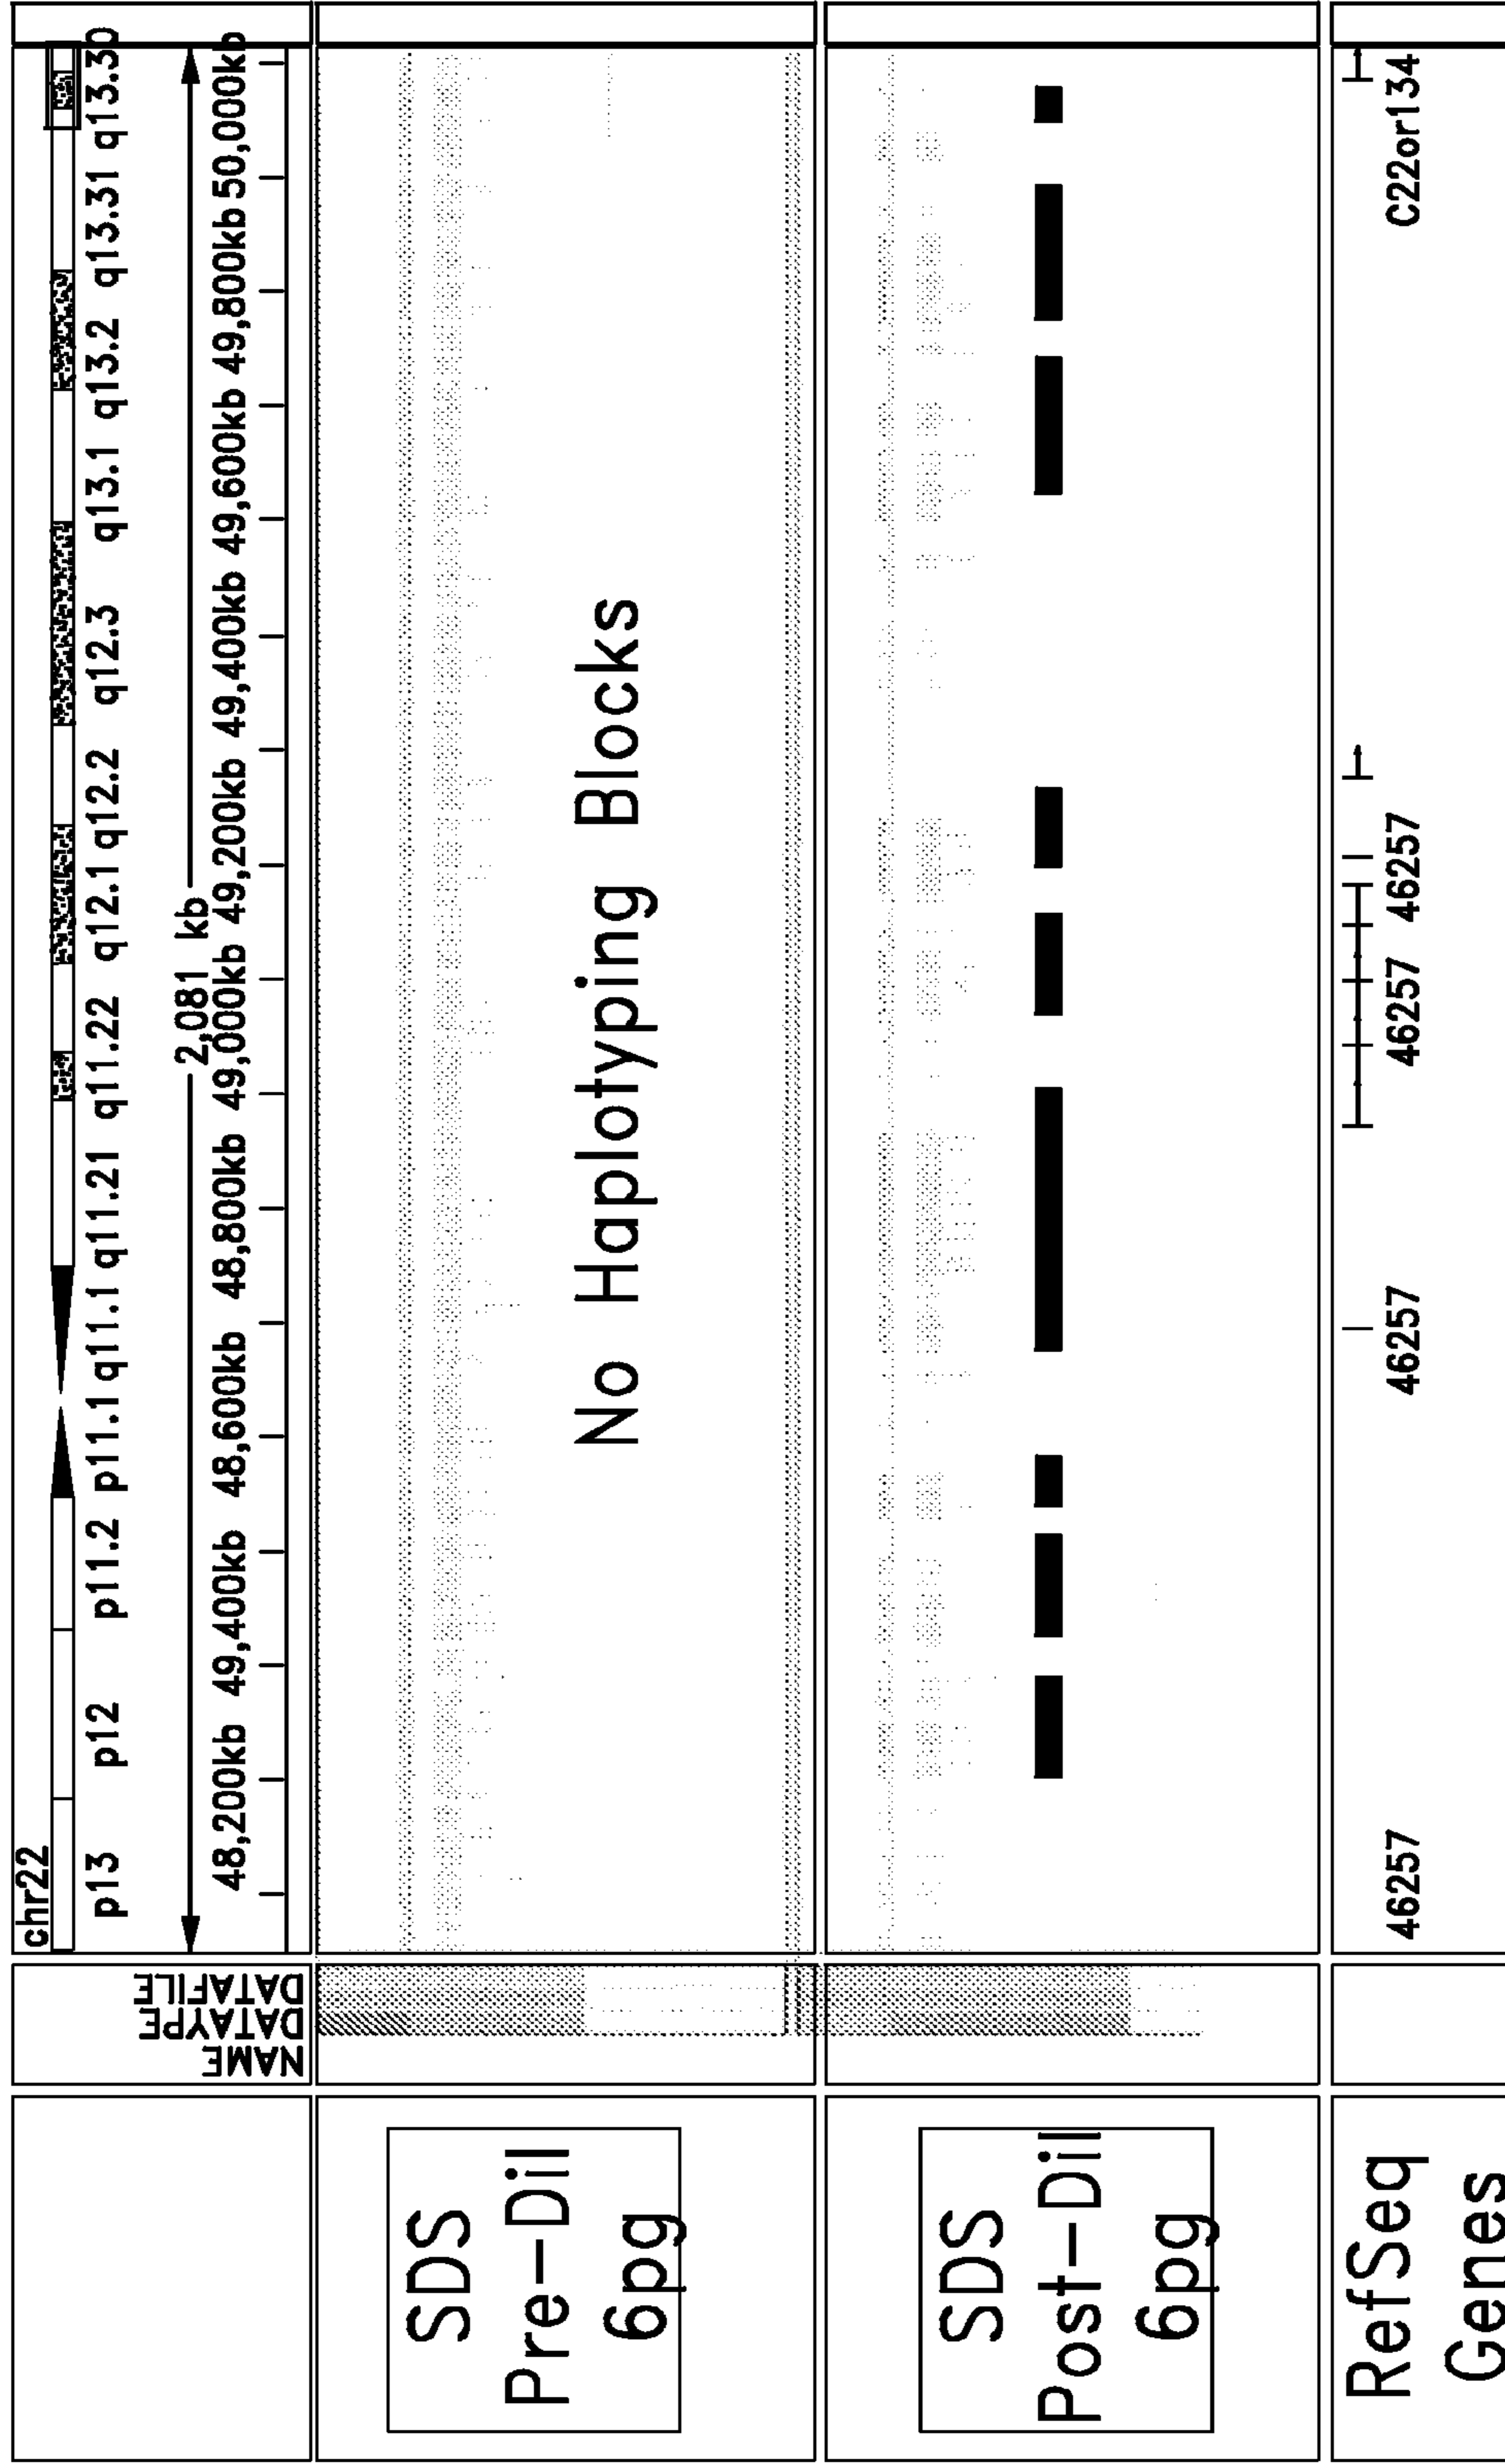 chr22
p13 p12 p11.2 p11.1 q11.1 q11.21 q11.22 q12.1 q12.2 q12.3 q13.1 q13.2 q13.31 q13.30
2,081 kb
48,200kb 49,400kb 48,600kb 48,800kb 49,000kb 49,200kb 49,400kb 49,600kb 49,800kb 50,000kb
DATAFILE
DATAYPE
NAME
SDS
Pre-Dil
6pg
No Haplotyping Blocks
SDS
Post-Dil
6pg
RefSeq
Genes
46257 46257 46257 46257 C22or134